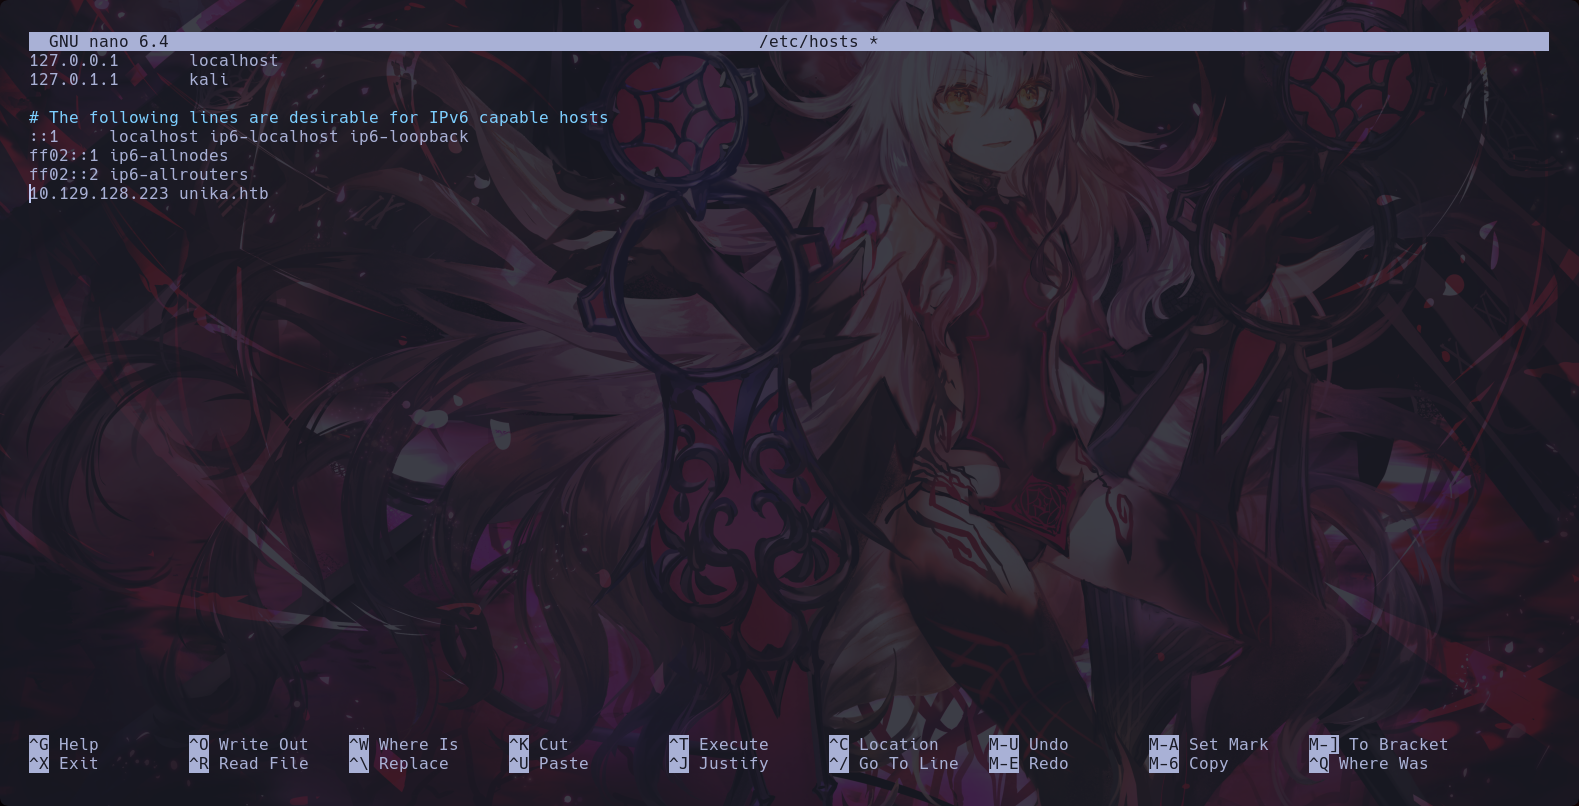 GNU nano 6.4 /etc/hosts *
127.0.0.1 localhost
127.0.1.1 kali
# The following lines are desirable for IPv6 capable hosts
::1 localhost ip6-localhost ip6-loopback
ff02::1 ip6-allnodes
ff02::2 ip6-allrouters
10.129.128.223 unika.htb
^G Help ^O Write Out ^W Where Is ^K Cut ^T Execute ^C Location M-U Undo M-A Set Mark M-] To Bracket
^X Exit ^R Read File ^\ Replace ^U Paste ^J Justify ^/ Go To Line M-E Redo M-6 Copy ^Q Where Was